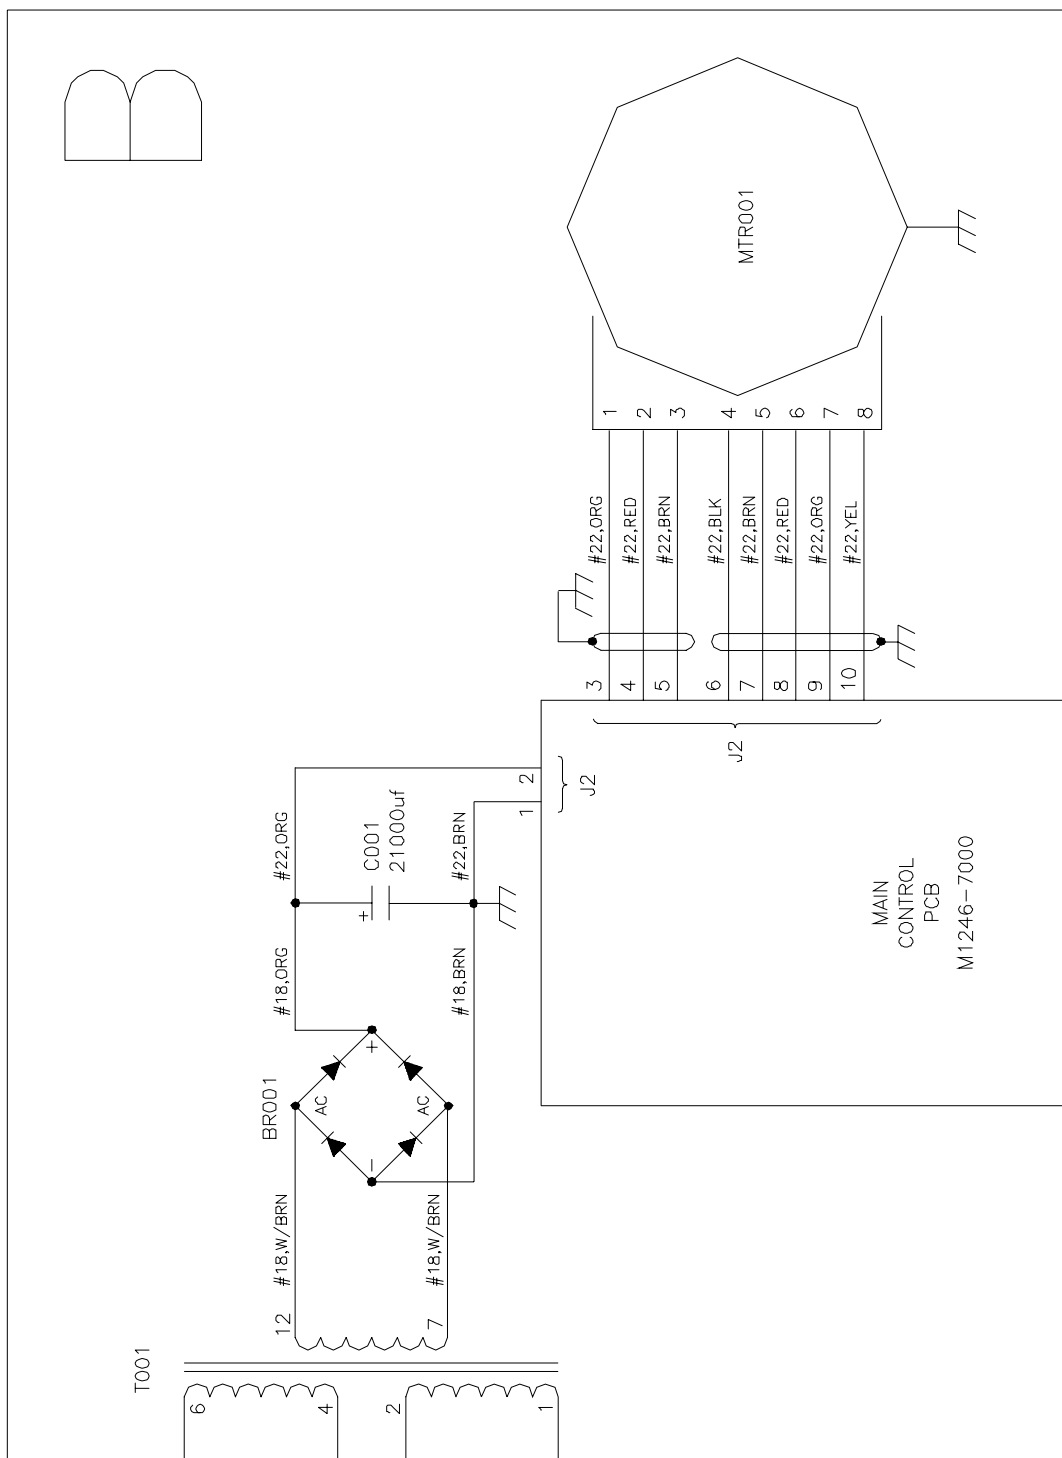 MTR001
1
2
3
4
5
6
7
8
#22,ORG
#22,RED
#22,BRN
#22,BLK
#22,BRN
#22,RED
#22,ORG
#22,YEL
3
4
5
6
7
8
9
10
J2
1
2
J2
#22,ORG
C001
21000uf
+
#22,BRN
MAIN
CONTROL
PCB
M1246-7000
#18,ORG
#18,BRN
BR001
AC
AC
+
-
#18,W/BRN
#18,W/BRN
12
7
T001
6
4
2
1